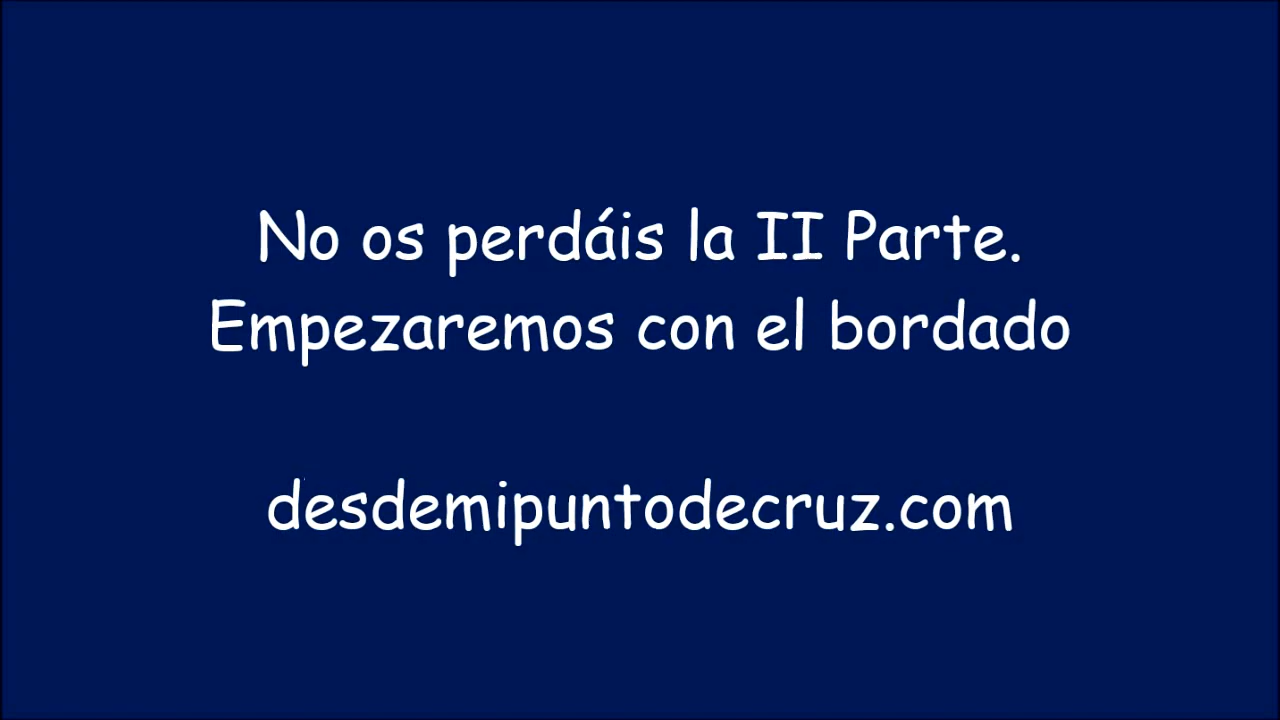 No os perdáis la II Parte.
Empezaremos con el bordado
desdemipuntodecruz.com